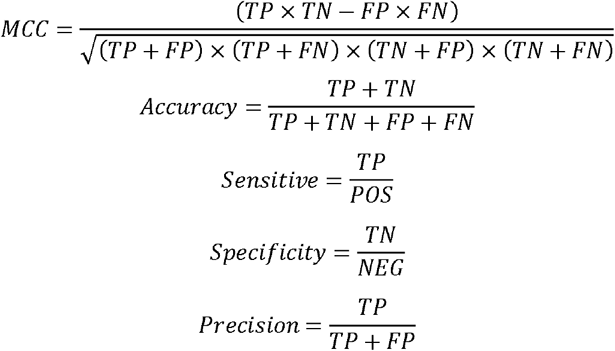 MCC = (TP × TN − FP × FN) / √(TP + FP) × (TP + FN) × (TN + FP) × (TN + FN)
Accuracy = TP + TN / TP + TN + FP + FN
Sensitive = TP / POS
Specificity = TN / NEG
Precision = TP / TP + FP